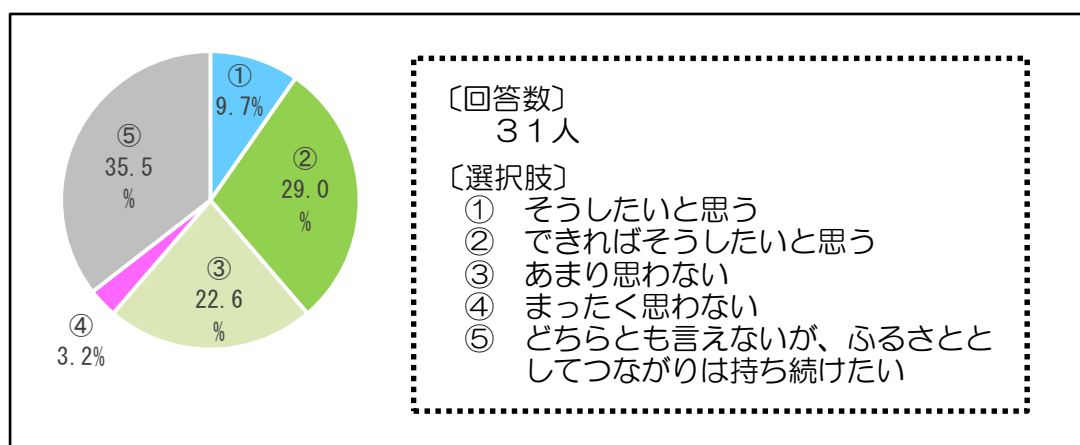 ①
9.7%
②
29.0
%
③
22.6
%
④
3.2%
⑤
35.5
%
〔回答数〕
３１人
〔選択肢〕
① そうしたいと思う
② できればそうしたいと思う
③ あまり思わない
④ まったく思わない
⑤ どちらとも言えないが、ふるさとと
してつながりは持ち続けたい